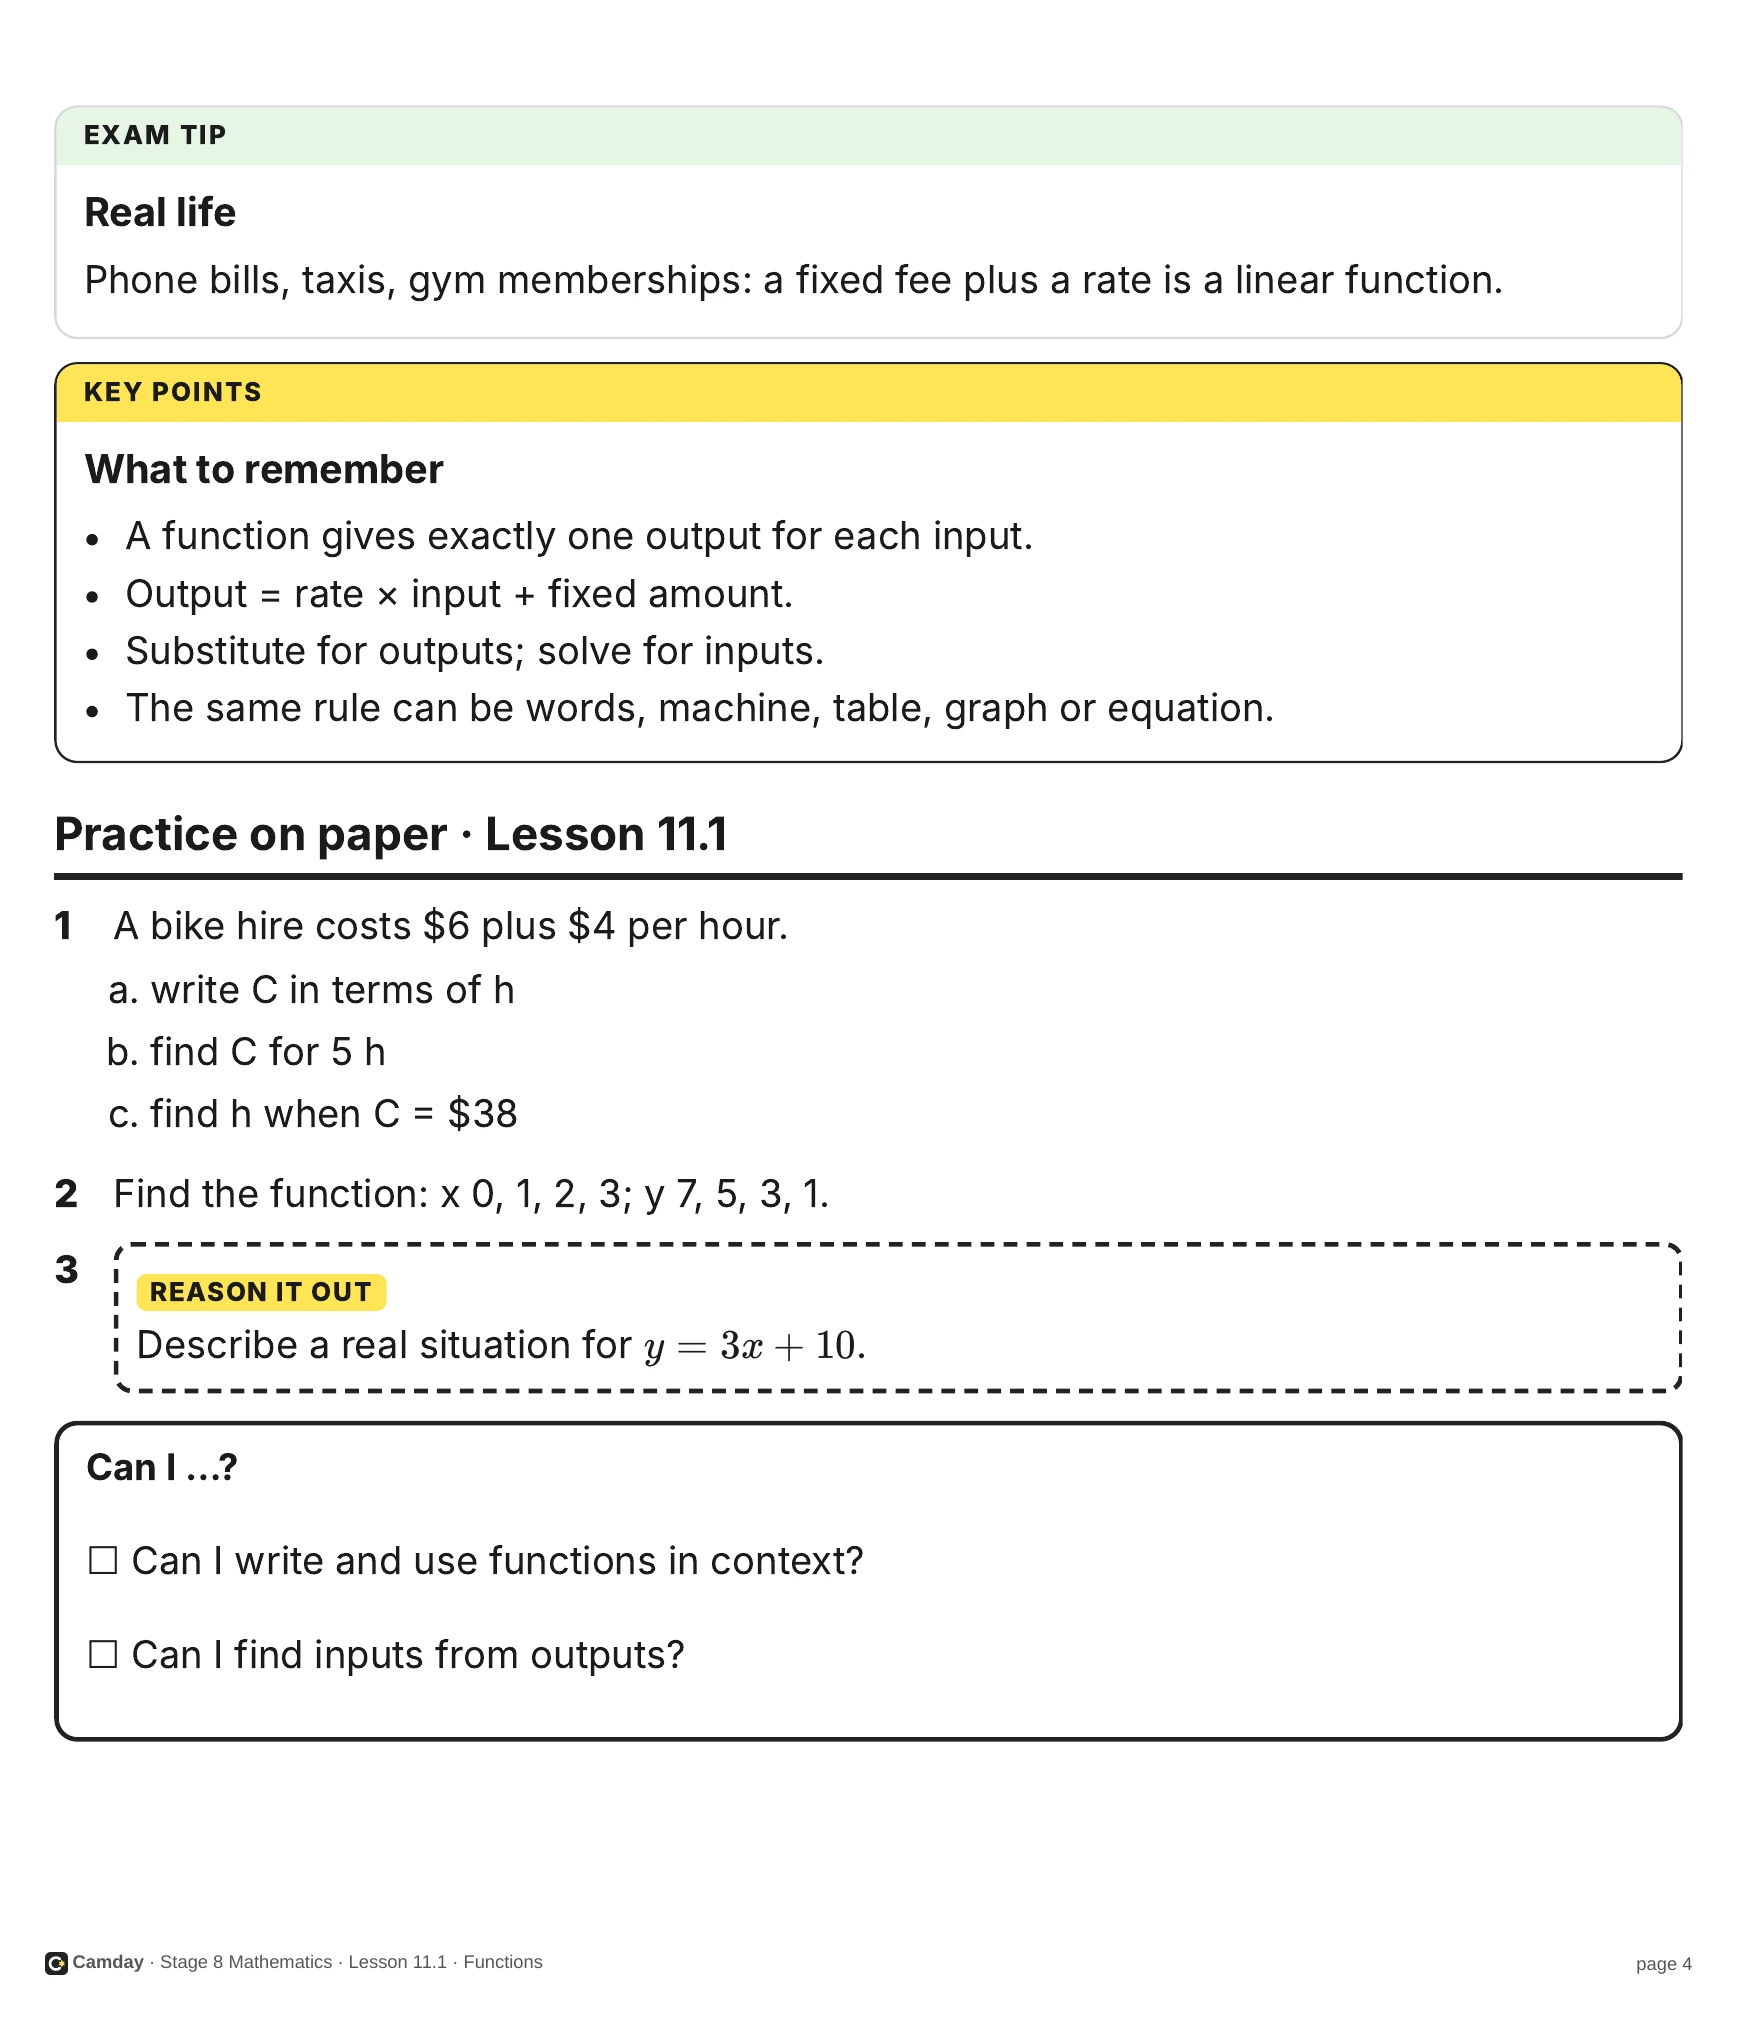 EXAM TIP
Real life
Phone bills, taxis, gym memberships: a fixed fee plus a rate is a linear function.
KEY POINTS
What to remember
• A function gives exactly one output for each input.
• Output = rate × input + fixed amount.
• Substitute for outputs; solve for inputs.
• The same rule can be words, machine, table, graph or equation.
Practice on paper · Lesson 11.1
1 A bike hire costs $6 plus $4 per hour.
a. write C in terms of h
b. find C for 5 h
c. find h when C = $38
2 Find the function: x 0, 1, 2, 3; y 7, 5, 3, 1.
3 REASON IT OUT
Describe a real situation for y = 3x + 10.
Can I …?
☐ Can I write and use functions in context?
☐ Can I find inputs from outputs?
Camday · Stage 8 Mathematics · Lesson 11.1 · Functions page 4